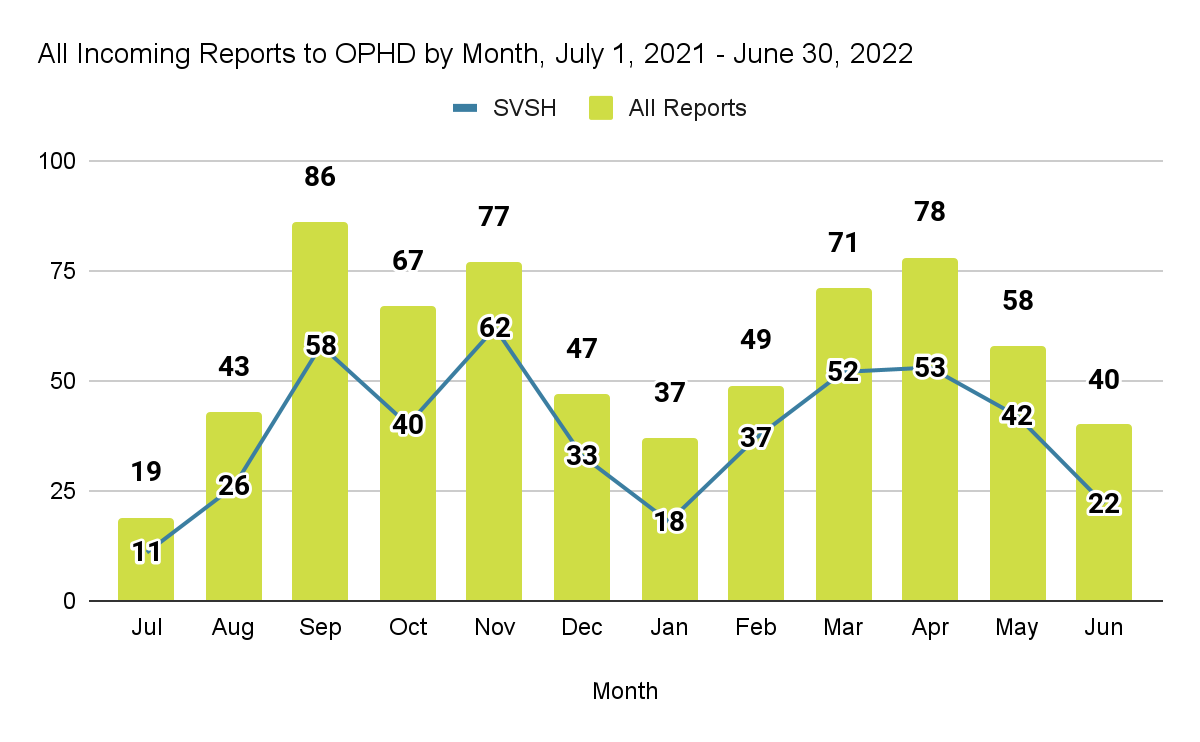 All Incoming Reports to OPHD by Month, July 1, 2021 - June 30, 2022
SVSH All Reports
100
75
50
25
0
19 43 86 67 77 47 37 49 71 78 58 40
11 26 58 40 62 33 18 37 52 53 42 22
Jul Aug Sep Oct Nov Dec Jan Feb Mar Apr May Jun
Month